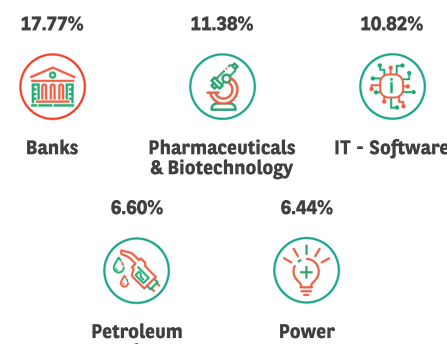 17.77% 11.38% 10.82%
Banks Pharmaceuticals IT - Software
& Biotechnology
6.60% 6.44%
Petroleum Power